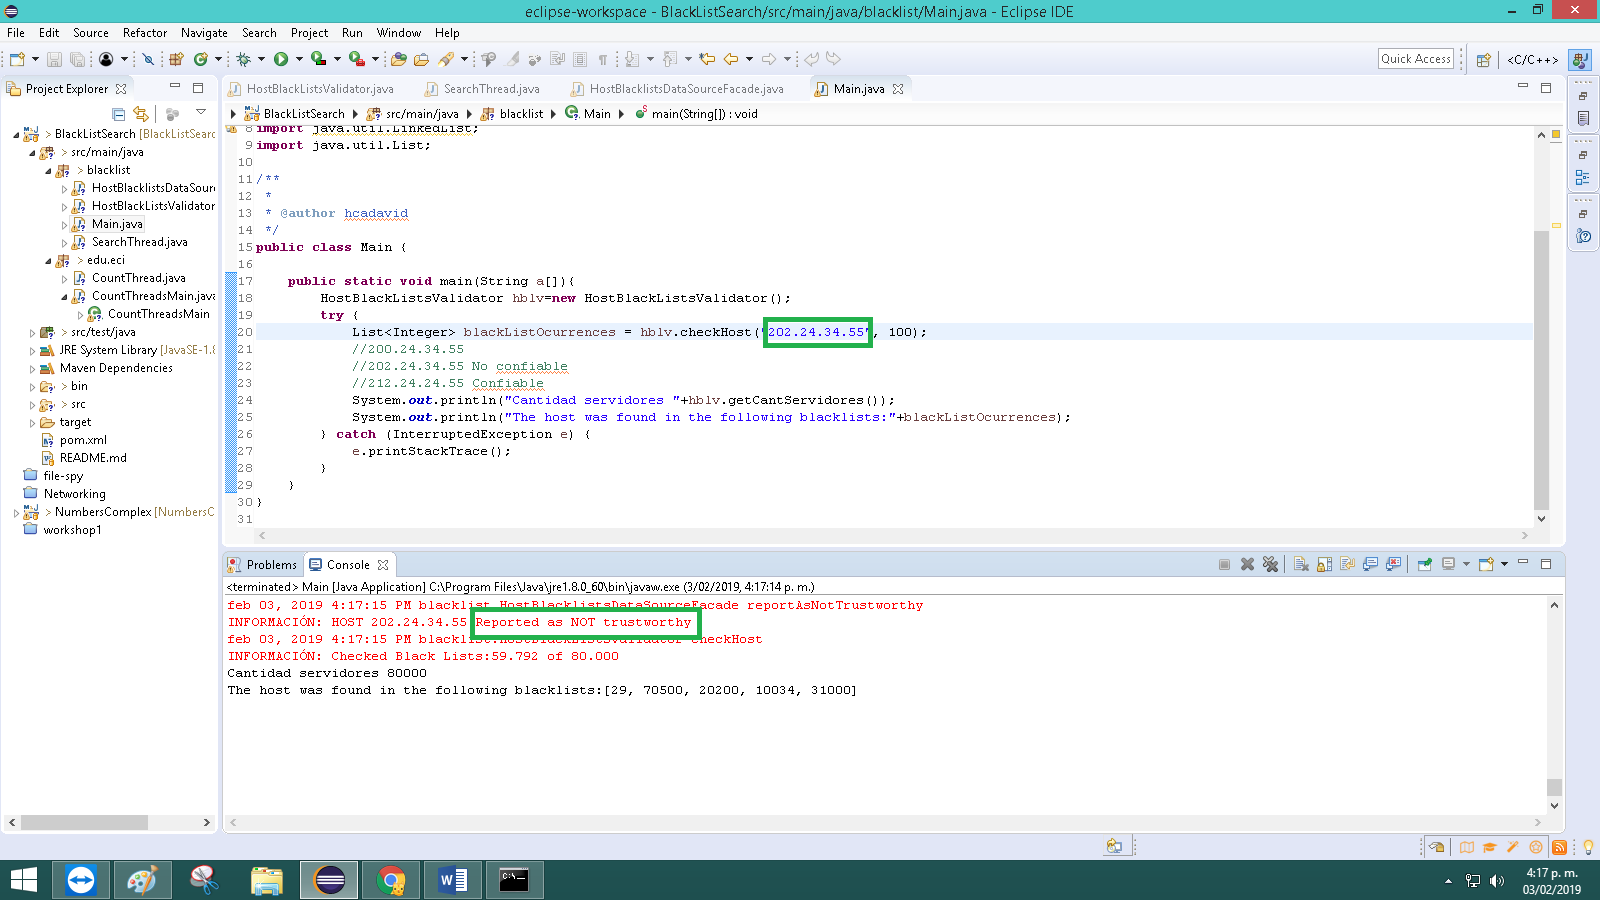 eclipse-workspace - BlackListSearch/src/main/java/blacklist/Main.java - Eclipse IDE
File Edit Source Refactor Navigate Search Project Run Window Help
Quick Access
<C/C++>
Project Explorer
HostBlackListsValidator.java SearchThread.java HostBlacklistsDataSourceFacade.java Main.java
BlackListSearch src/main/java blacklist Main main(String[]) : void
> BlackListSearch [BlackListSearc
> src/main/java
> blacklist
HostBlacklistsDataSour
HostBlackListsValidator
Main.java
SearchThread.java
> edu.eci
CountThread.java
CountThreadsMain.java
CountThreadsMain
> src/test/java
JRE System Library [JavaSE-1.8
Maven Dependencies
> bin
> src
target
pom.xml
README.md
file-spy
Networking
> NumbersComplex [NumbersC
workshop1
8 import java.util.LinkedList;
9 import java.util.List;
10
11 /**
12 *
13 * @author hcadavid
14 */
15 public class Main {
16
17 public static void main(String a[]){
18 HostBlackListsValidator hblv=new HostBlackListsValidator();
19 try {
20 List<Integer> blackListOcurrences = hblv.checkHost("202.24.34.55", 100);
21 //200.24.34.55
22 //202.24.34.55 No confiable
23 //212.24.24.55 Confiable
24 System.out.println("Cantidad servidores "+hblv.getCantServidores());
25 System.out.println("The host was found in the following blacklists:"+blackListOcurrences);
26 } catch (InterruptedException e) {
27 e.printStackTrace();
28 }
29 }
30 }
31
Problems Console
<terminated> Main [Java Application] C:\Program Files\Java\jre1.8.0_60\bin\javaw.exe (3/02/2019, 4:17:14 p. m.)
feb 03, 2019 4:17:15 PM blacklist.HostBlacklistsDataSourceFacade reportAsNotTrustworthy
INFORMACIÓN: HOST 202.24.34.55 Reported as NOT trustworthy
feb 03, 2019 4:17:15 PM blacklist.HostBlackListsValidator checkHost
INFORMACIÓN: Checked Black Lists:59.792 of 80.000
Cantidad servidores 80000
The host was found in the following blacklists:[29, 70500, 20200, 10034, 31000]
4:17 p. m.
03/02/2019